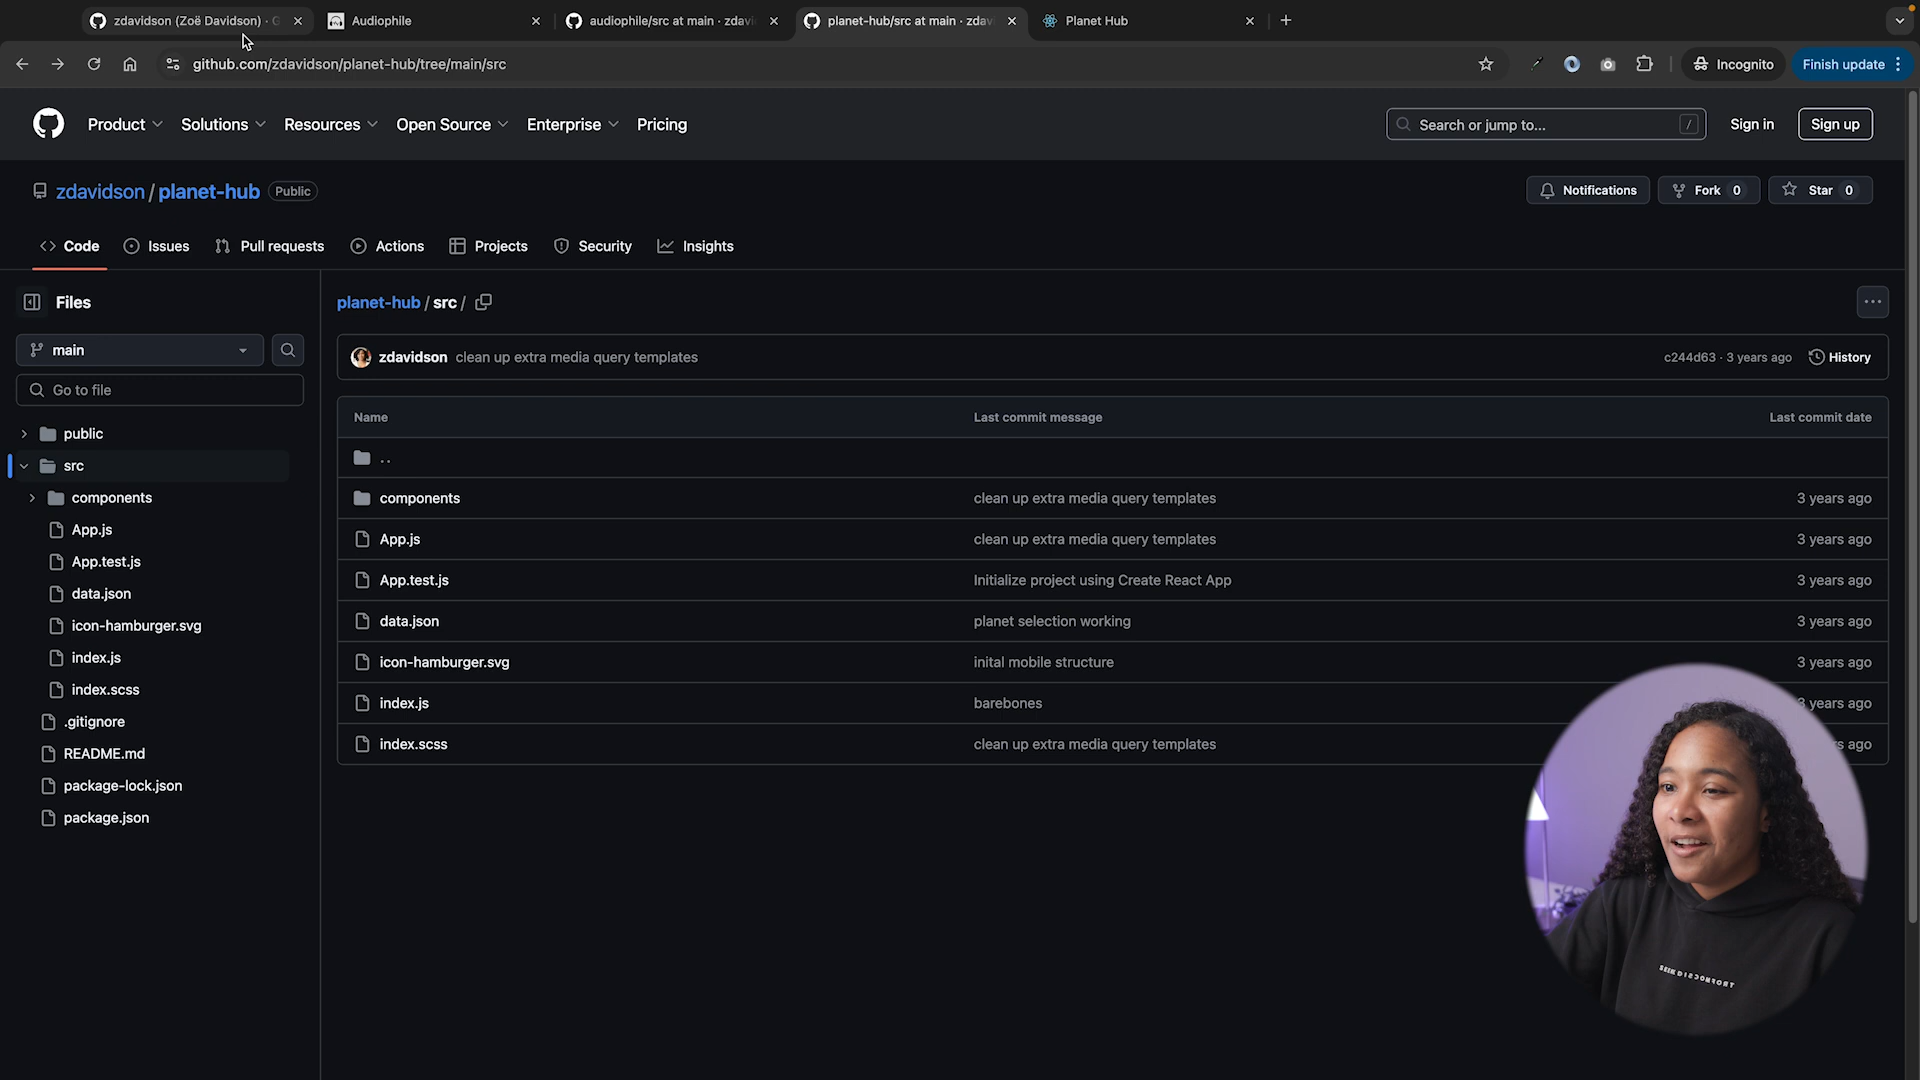 zdavidson (Zoë Davidson) · G
Audiophile
audiophile/src at main · zdavi
planet-hub/src at main · zdav
Planet Hub
github.com/zdavidson/planet-hub/tree/main/src
Incognito
Finish update
Product
Solutions
Resources
Open Source
Enterprise
Pricing
Search or jump to...
/
Sign in
Sign up
zdavidson / planet-hub
Public
Notifications
Fork 0
Star 0
Code
Issues
Pull requests
Actions
Projects
Security
Insights
Files
main
Go to file
public
src
components
App.js
App.test.js
data.json
icon-hamburger.svg
index.js
index.scss
.gitignore
README.md
package-lock.json
package.json
planet-hub / src /
zdavidson clean up extra media query templates
c244d63 · 3 years ago
History
Name Last commit message Last commit date
..
components clean up extra media query templates 3 years ago
App.js clean up extra media query templates 3 years ago
App.test.js Initialize project using Create React App 3 years ago
data.json planet selection working 3 years ago
icon-hamburger.svg inital mobile structure 3 years ago
index.js barebones 3 years ago
index.scss clean up extra media query templates ago